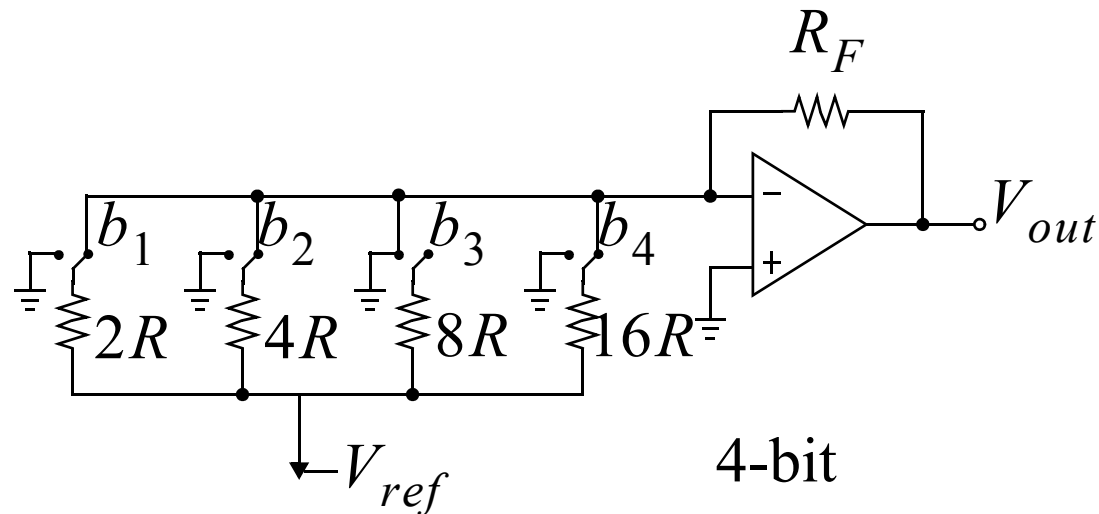 R_F
b_1 b_2 b_3 b_4
− + V_out
2R 4R 8R 16R
−V_ref
4-bit